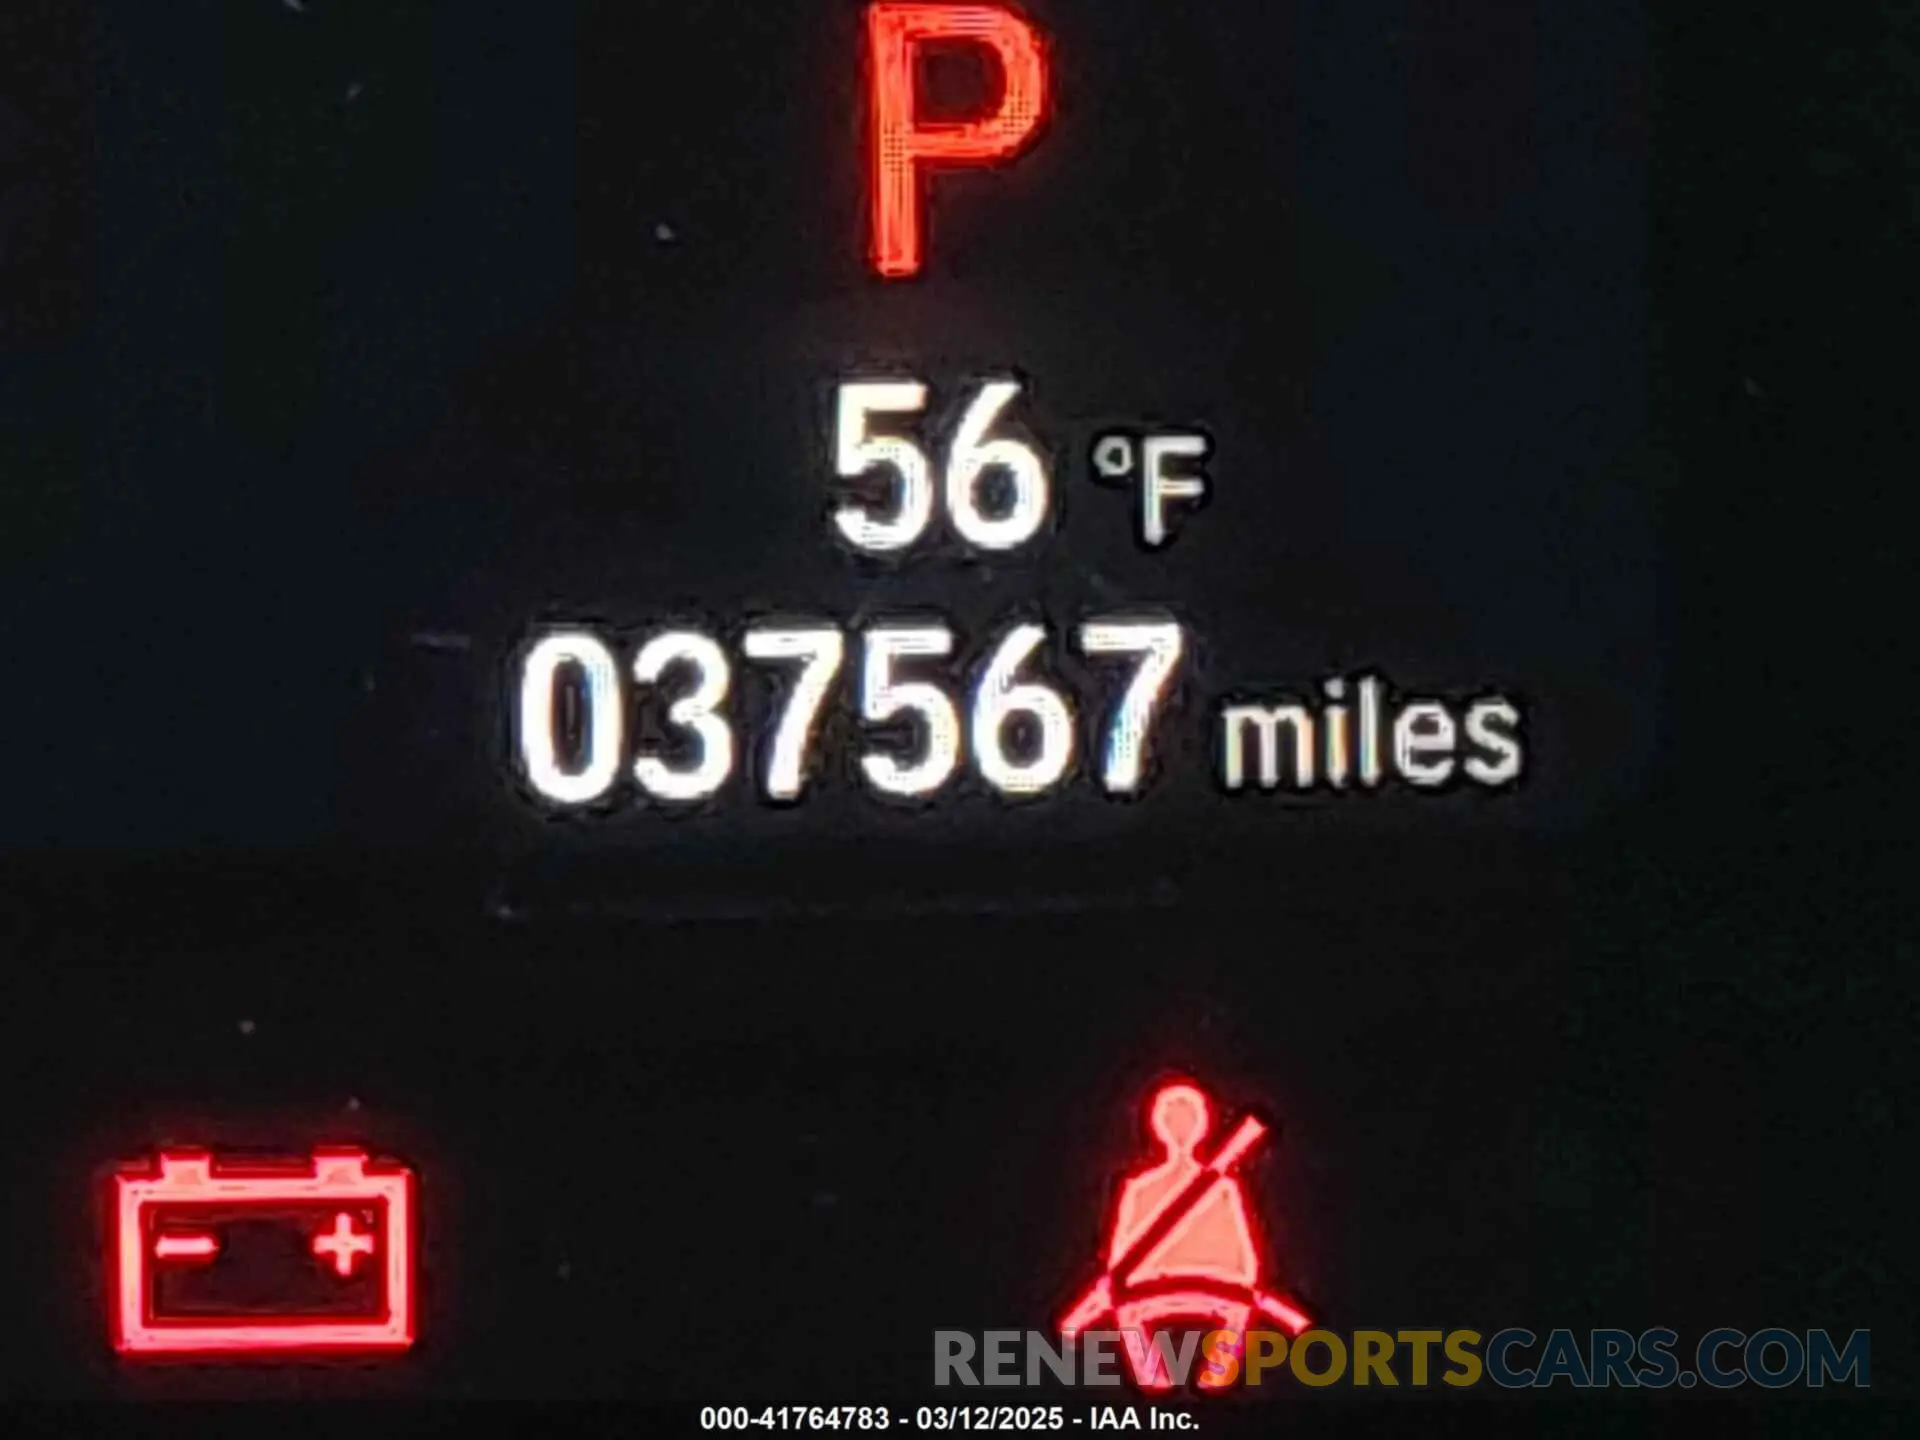 P
56 °F
037567 miles
- +
RENEWSPORTSCARS.COM
000-41764783 - 03/12/2025 - IAA Inc.